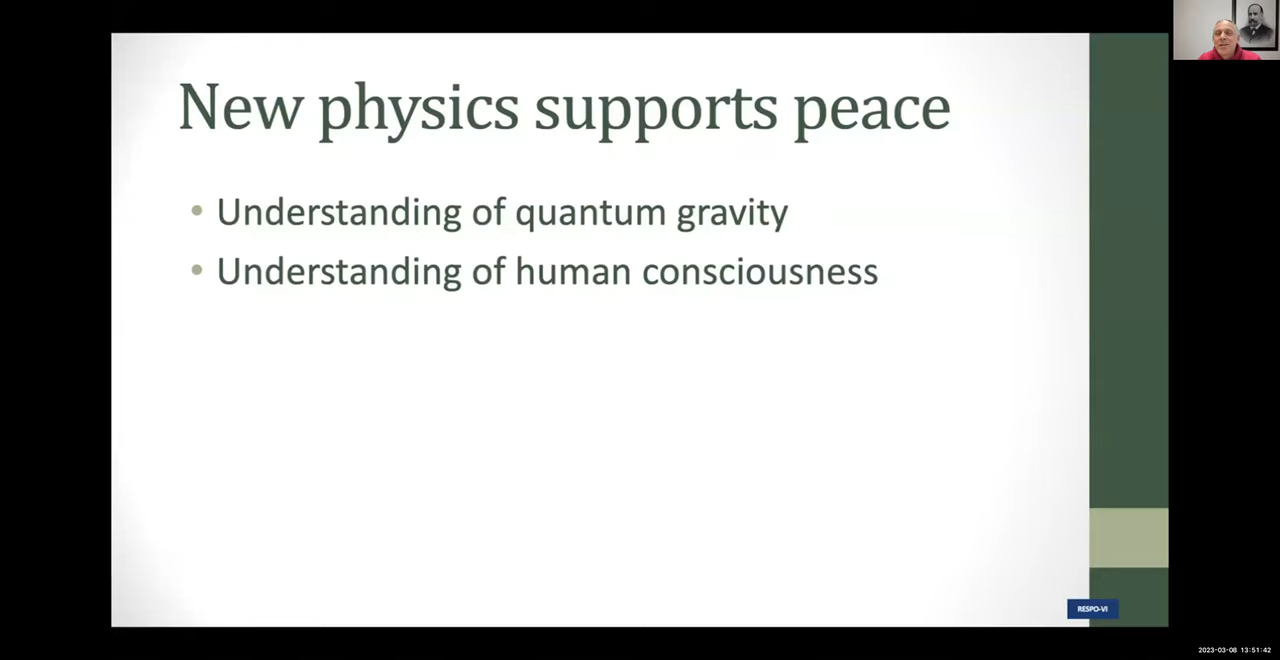 New physics supports peace
• Understanding of quantum gravity
• Understanding of human consciousness
RESPO-VI
2023-03-08 13:51:42